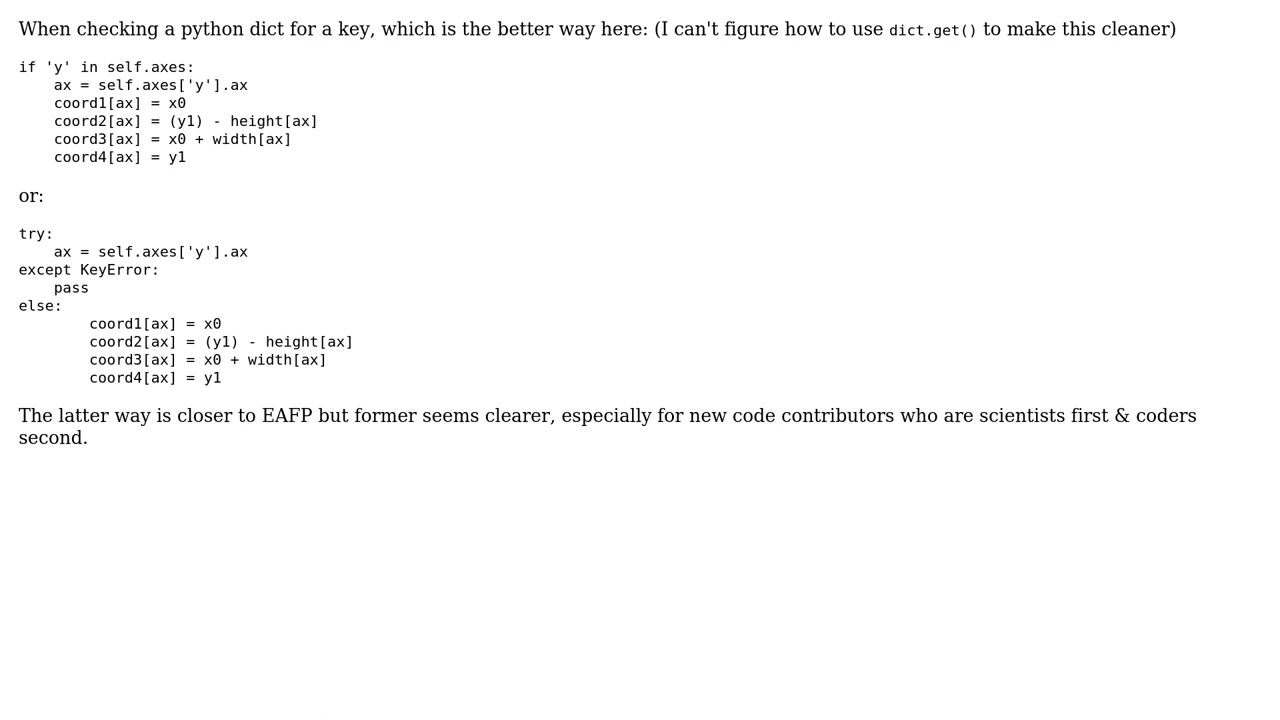 When checking a python dict for a key, which is the better way here: (I can't figure how to use dict.get() to make this cleaner)
if 'y' in self.axes:
    ax = self.axes['y'].ax
    coord1[ax] = x0
    coord2[ax] = (y1) - height[ax]
    coord3[ax] = x0 + width[ax]
    coord4[ax] = y1
or:
try:
    ax = self.axes['y'].ax
except KeyError:
    pass
else:
        coord1[ax] = x0
        coord2[ax] = (y1) - height[ax]
        coord3[ax] = x0 + width[ax]
        coord4[ax] = y1
The latter way is closer to EAFP but former seems clearer, especially for new code contributors who are scientists first & coders
second.